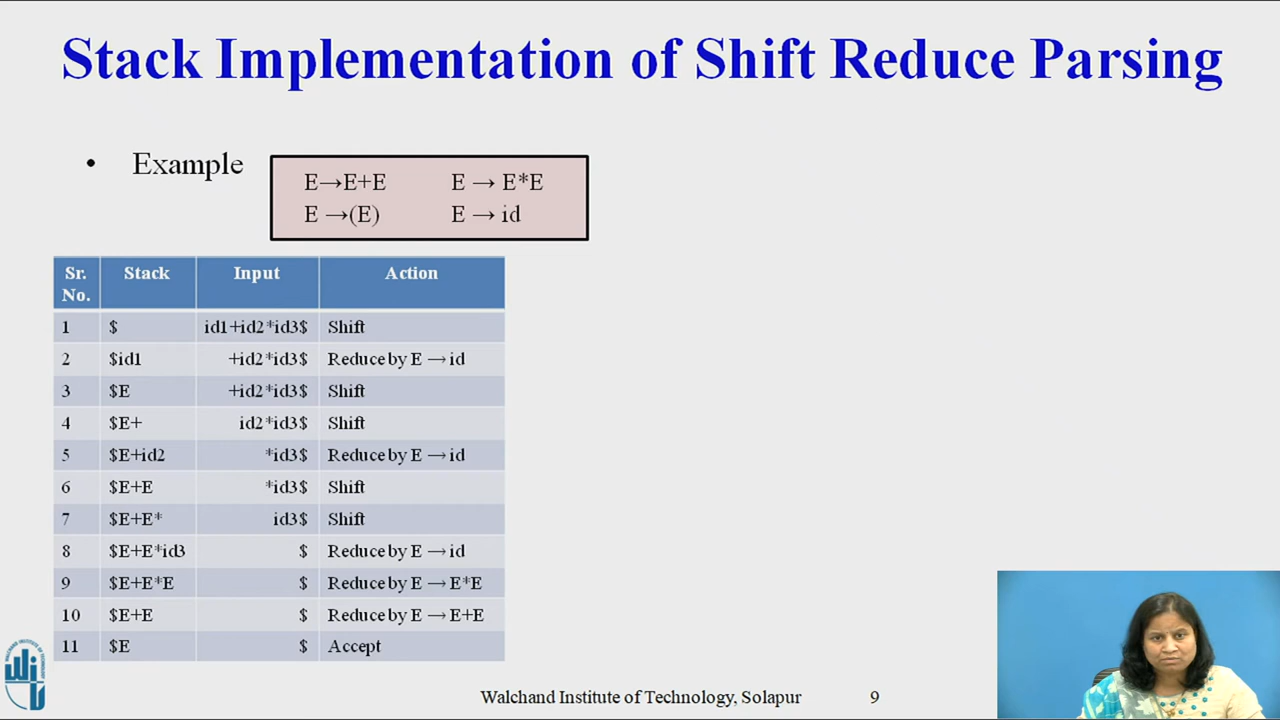 Stack Implementation of Shift Reduce Parsing
• Example
E→E+E E → E*E
E →(E) E → id
Sr. No. Stack Input Action
1 $ id1+id2*id3$ Shift
2 $id1 +id2*id3$ Reduce by E → id
3 $E +id2*id3$ Shift
4 $E+ id2*id3$ Shift
5 $E+id2 *id3$ Reduce by E → id
6 $E+E *id3$ Shift
7 $E+E* id3$ Shift
8 $E+E*id3 $ Reduce by E → id
9 $E+E*E $ Reduce by E → E*E
10 $E+E $ Reduce by E → E+E
11 $E $ Accept
Walchand Institute of Technology, Solapur 9